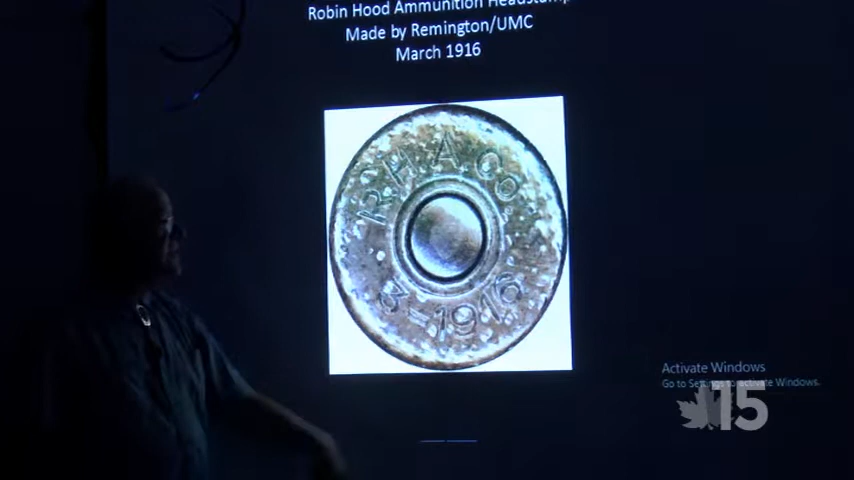 Robin Hood Ammunition Headstamp
Made by Remington/UMC
March 1916
R.H.A.Co.
3-1916
Activate Windows
Go to Settings to activate Windows.
15